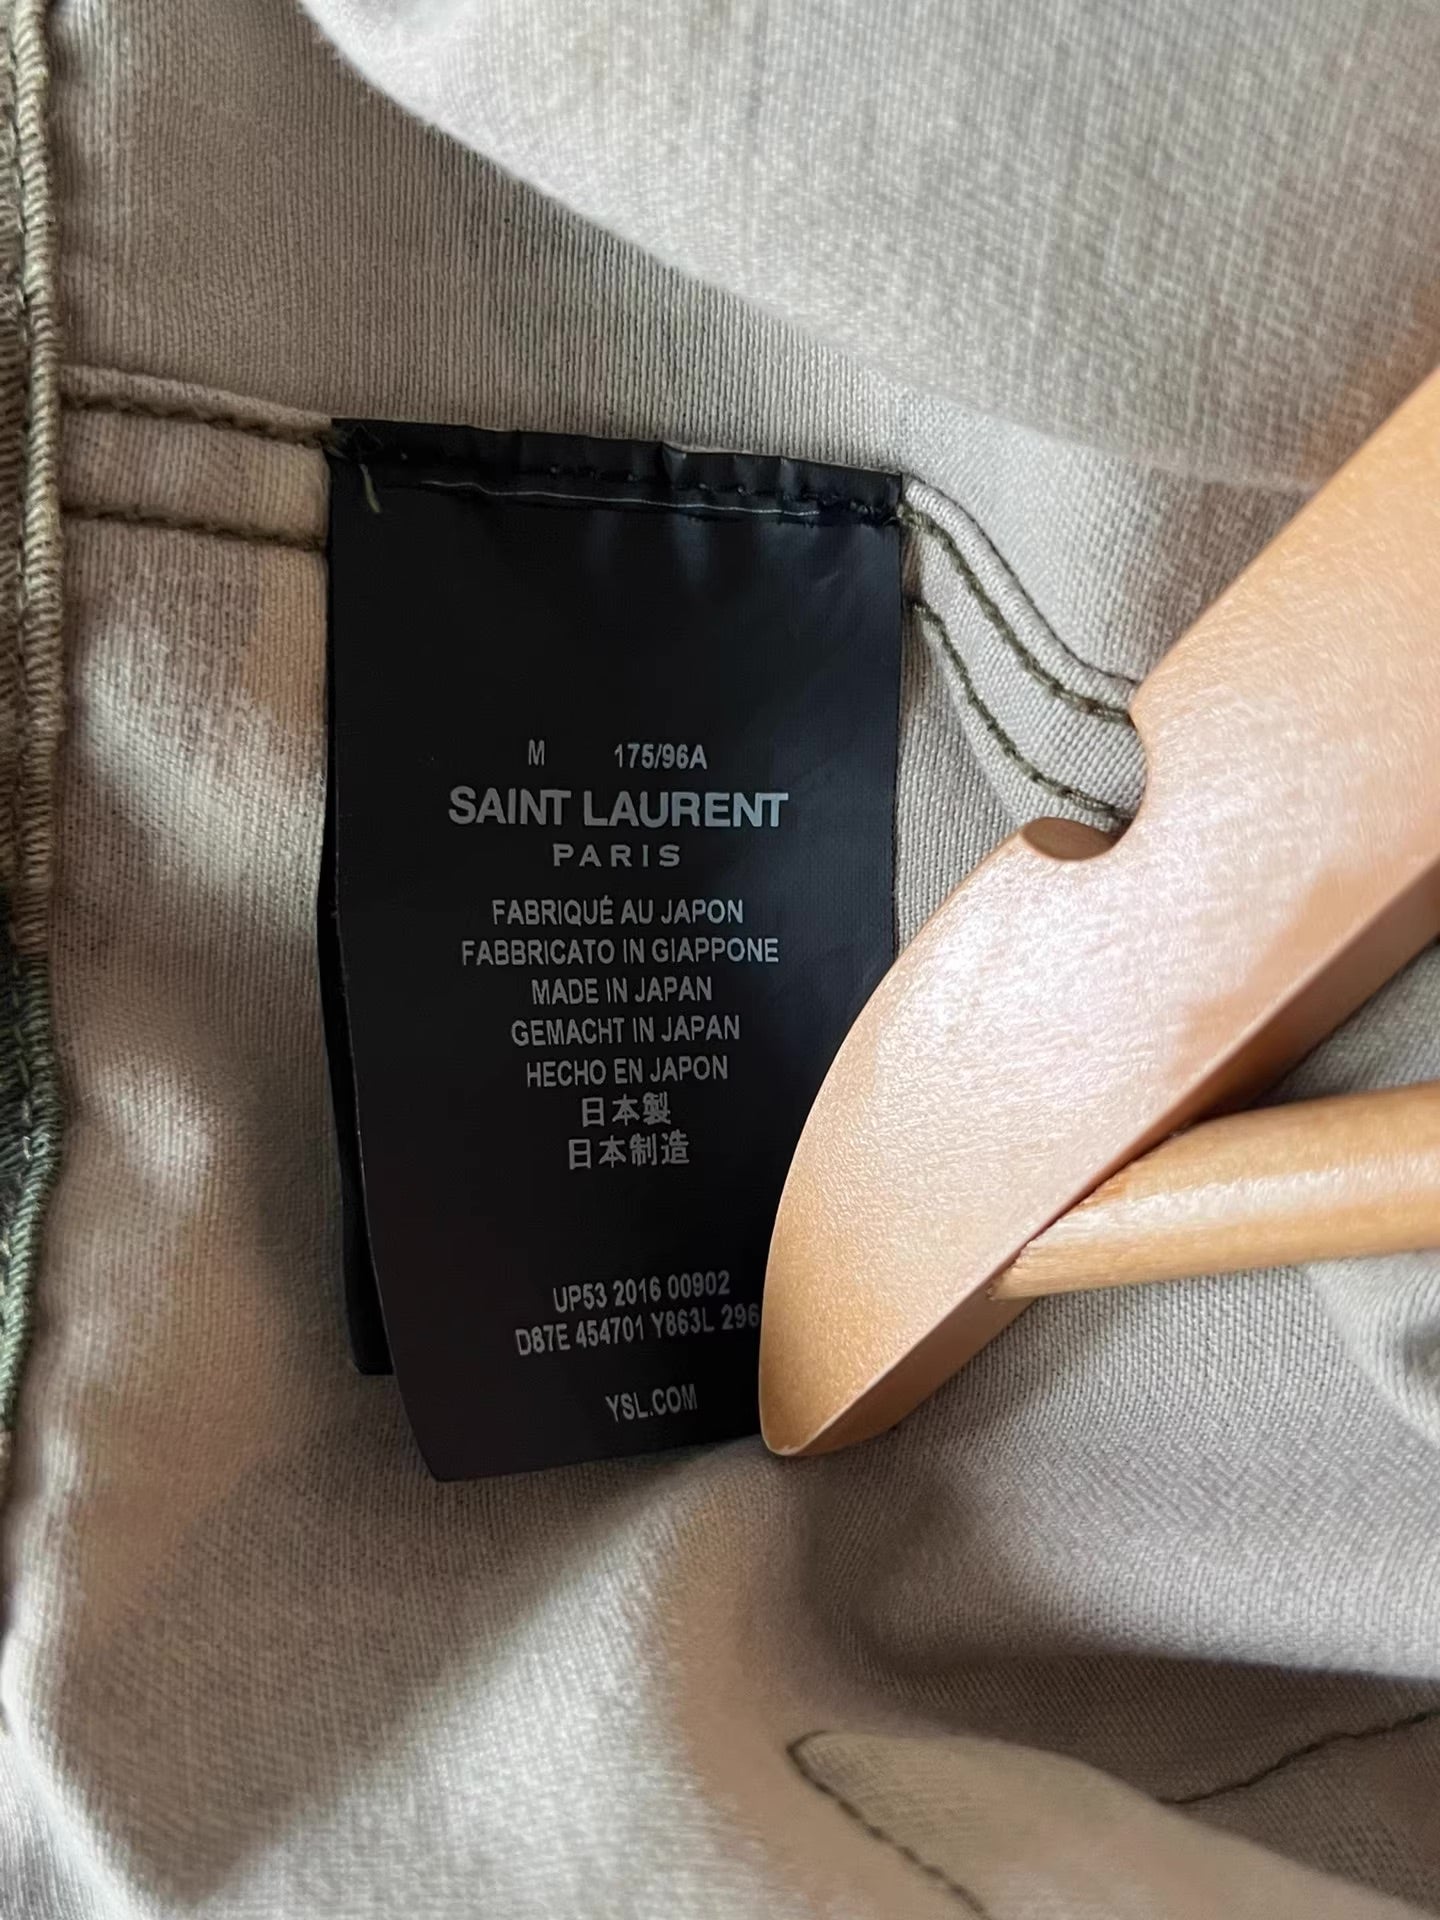 M 175/96A
SAINT LAURENT
PARIS
FABRIQUÉ AU JAPON
FABBRICATO IN GIAPPONE
MADE IN JAPAN
GEMACHT IN JAPAN
HECHO EN JAPON
日本製
日本制造
UP53 2016 00902
D87E 454701 Y863L 296
YSL.COM